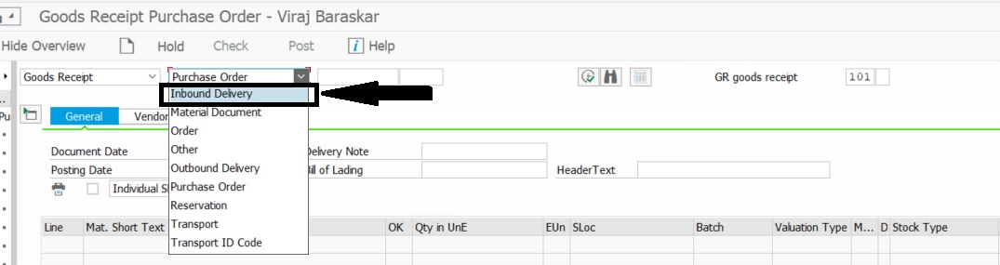 Goods Receipt Purchase Order - Viraj Baraskar
Hide Overview Hold Check Post i Help
Goods Receipt Purchase Order GR goods receipt 101
Inbound Delivery
Material Document
General Vendor
Order
Document Date Other Delivery Note
Posting Date Outbound Delivery Bill of Lading HeaderText
Individual Purchase Order
Reservation
Line Mat. Short Text Transport OK Qty in UnE EUn SLoc Batch Valuation Type M... D Stock Type
Transport ID Code